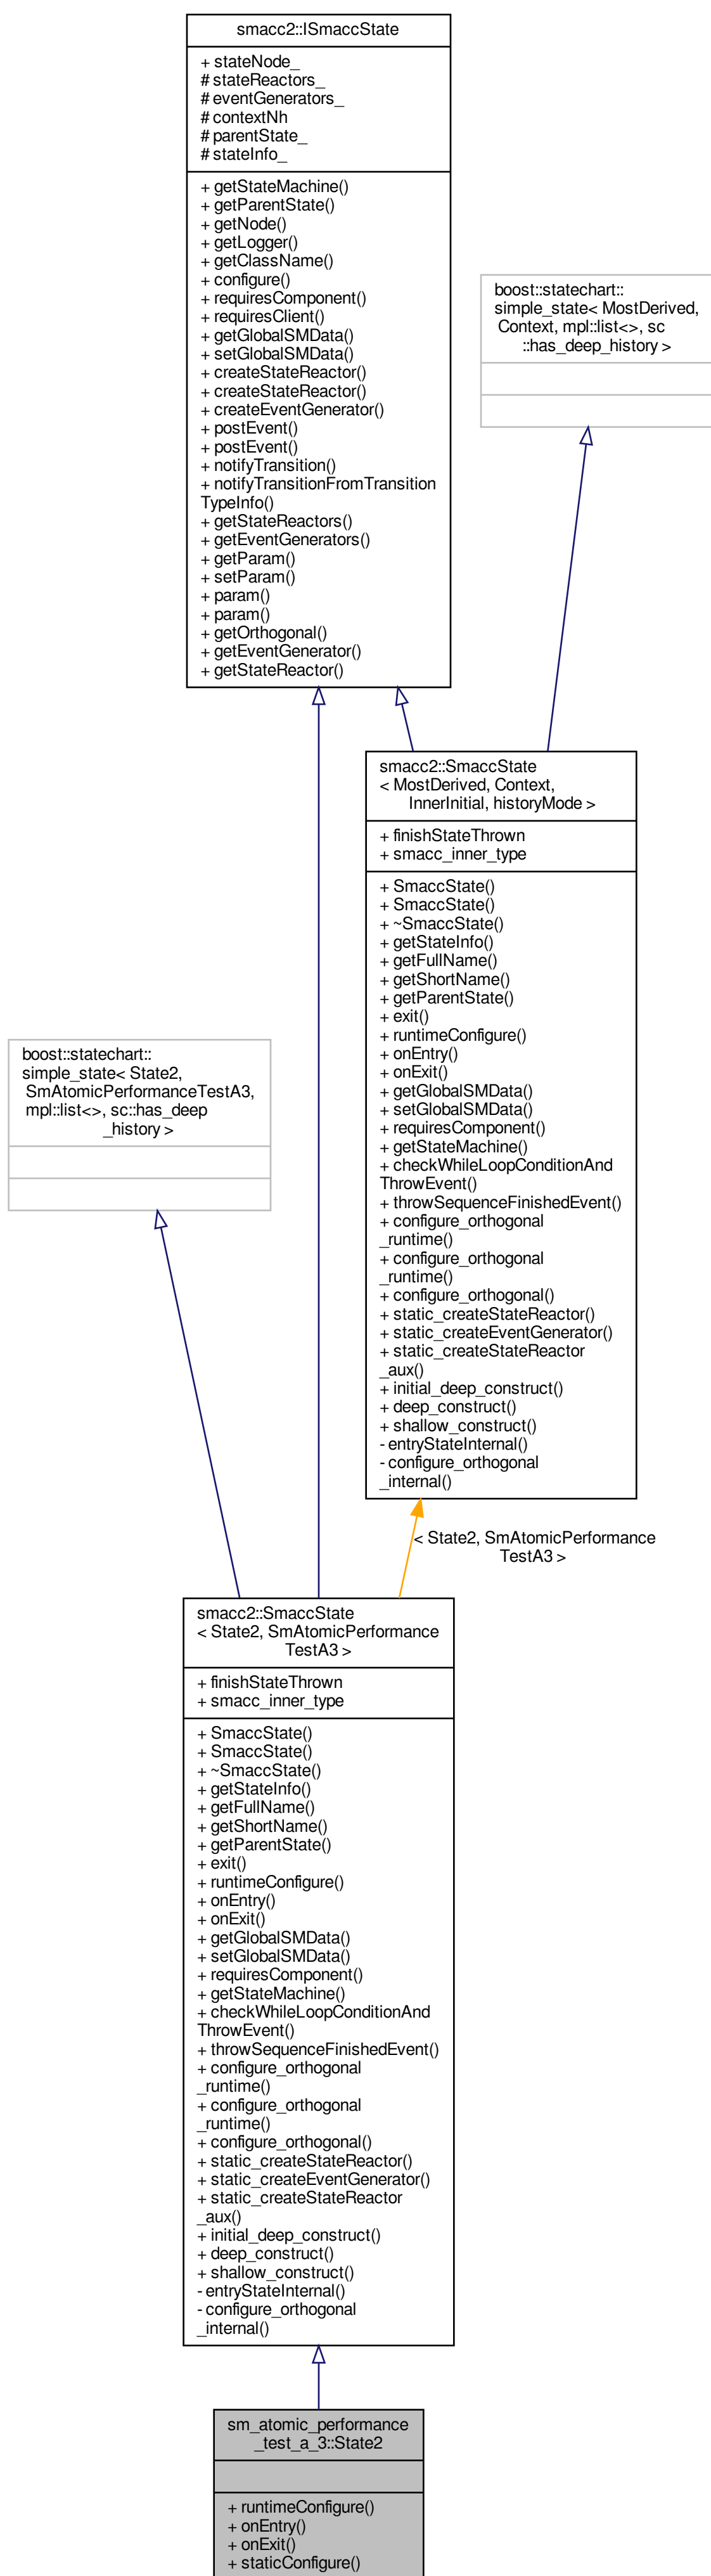 smacc2::ISmaccState
+ stateNode_
# stateReactors_
# eventGenerators_
# contextNh
# parentState_
# stateInfo_
+ getStateMachine()
+ getParentState()
+ getNode()
+ getLogger()
+ getClassName()
+ configure()
+ requiresComponent()
+ requiresClient()
+ getGlobalSMData()
+ setGlobalSMData()
+ createStateReactor()
+ createStateReactor()
+ createEventGenerator()
+ postEvent()
+ postEvent()
+ notifyTransition()
+ notifyTransitionFromTransition
TypeInfo()
+ getStateReactors()
+ getEventGenerators()
+ getParam()
+ setParam()
+ param()
+ param()
+ getOrthogonal()
+ getEventGenerator()
+ getStateReactor()
boost::statechart::
simple_state< MostDerived,
Context, mpl::list<>, sc
::has_deep_history >
smacc2::SmaccState
< MostDerived, Context,
InnerInitial, historyMode >
+ finishStateThrown
+ smacc_inner_type
+ SmaccState()
+ SmaccState()
+ ~SmaccState()
+ getStateInfo()
+ getFullName()
+ getShortName()
+ getParentState()
+ exit()
+ runtimeConfigure()
+ onEntry()
+ onExit()
+ getGlobalSMData()
+ setGlobalSMData()
+ requiresComponent()
+ getStateMachine()
+ checkWhileLoopConditionAnd
ThrowEvent()
+ throwSequenceFinishedEvent()
+ configure_orthogonal
_runtime()
+ configure_orthogonal
_runtime()
+ configure_orthogonal()
+ static_createStateReactor()
+ static_createEventGenerator()
+ static_createStateReactor
_aux()
+ initial_deep_construct()
+ deep_construct()
+ shallow_construct()
- entryStateInternal()
- configure_orthogonal
_internal()
boost::statechart::
simple_state< State2,
SmAtomicPerformanceTestA3,
mpl::list<>, sc::has_deep
_history >
< State2, SmAtomicPerformance
TestA3 >
smacc2::SmaccState
< State2, SmAtomicPerformance
TestA3 >
+ finishStateThrown
+ smacc_inner_type
+ SmaccState()
+ SmaccState()
+ ~SmaccState()
+ getStateInfo()
+ getFullName()
+ getShortName()
+ getParentState()
+ exit()
+ runtimeConfigure()
+ onEntry()
+ onExit()
+ getGlobalSMData()
+ setGlobalSMData()
+ requiresComponent()
+ getStateMachine()
+ checkWhileLoopConditionAnd
ThrowEvent()
+ throwSequenceFinishedEvent()
+ configure_orthogonal
_runtime()
+ configure_orthogonal
_runtime()
+ configure_orthogonal()
+ static_createStateReactor()
+ static_createEventGenerator()
+ static_createStateReactor
_aux()
+ initial_deep_construct()
+ deep_construct()
+ shallow_construct()
- entryStateInternal()
- configure_orthogonal
_internal()
sm_atomic_performance
_test_a_3::State2
+ runtimeConfigure()
+ onEntry()
+ onExit()
+ staticConfigure()